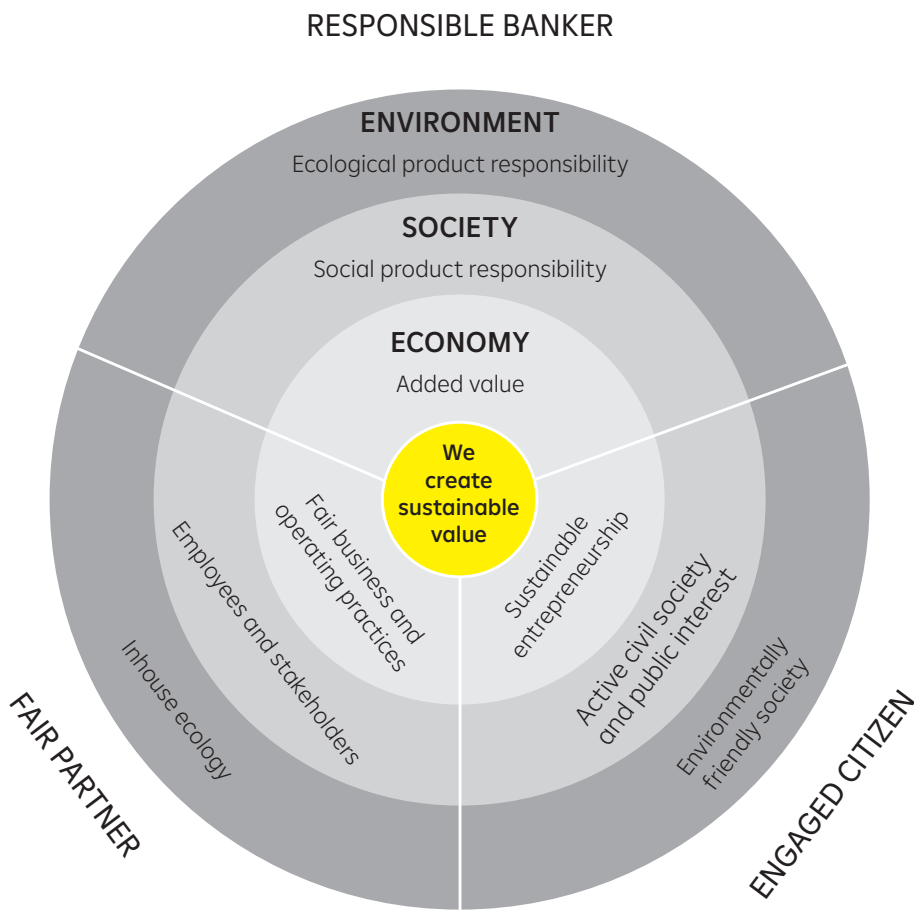 RESPONSIBLE BANKER
ENVIRONMENT
Ecological product responsibility
SOCIETY
Social product responsibility
ECONOMY
Added value
We
create
sustainable
value
Fair business and
operating practices
Employees and stakeholders
Inhouse ecology
FAIR PARTNER
Sustainable
entrepreneurship
Active civil society
and public interest
Environmentally
friendly society
ENGAGED CITIZEN